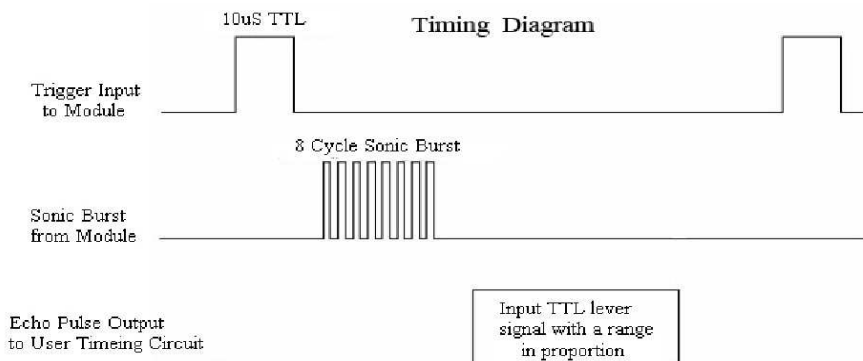 10uS TTL
Timing Diagram
Trigger Input
to Module
8 Cycle Sonic Burst
Sonic Burst
from Module
Echo Pulse Output
to User Timeing Circuit
Input TTL lever
signal with a range
in proportion